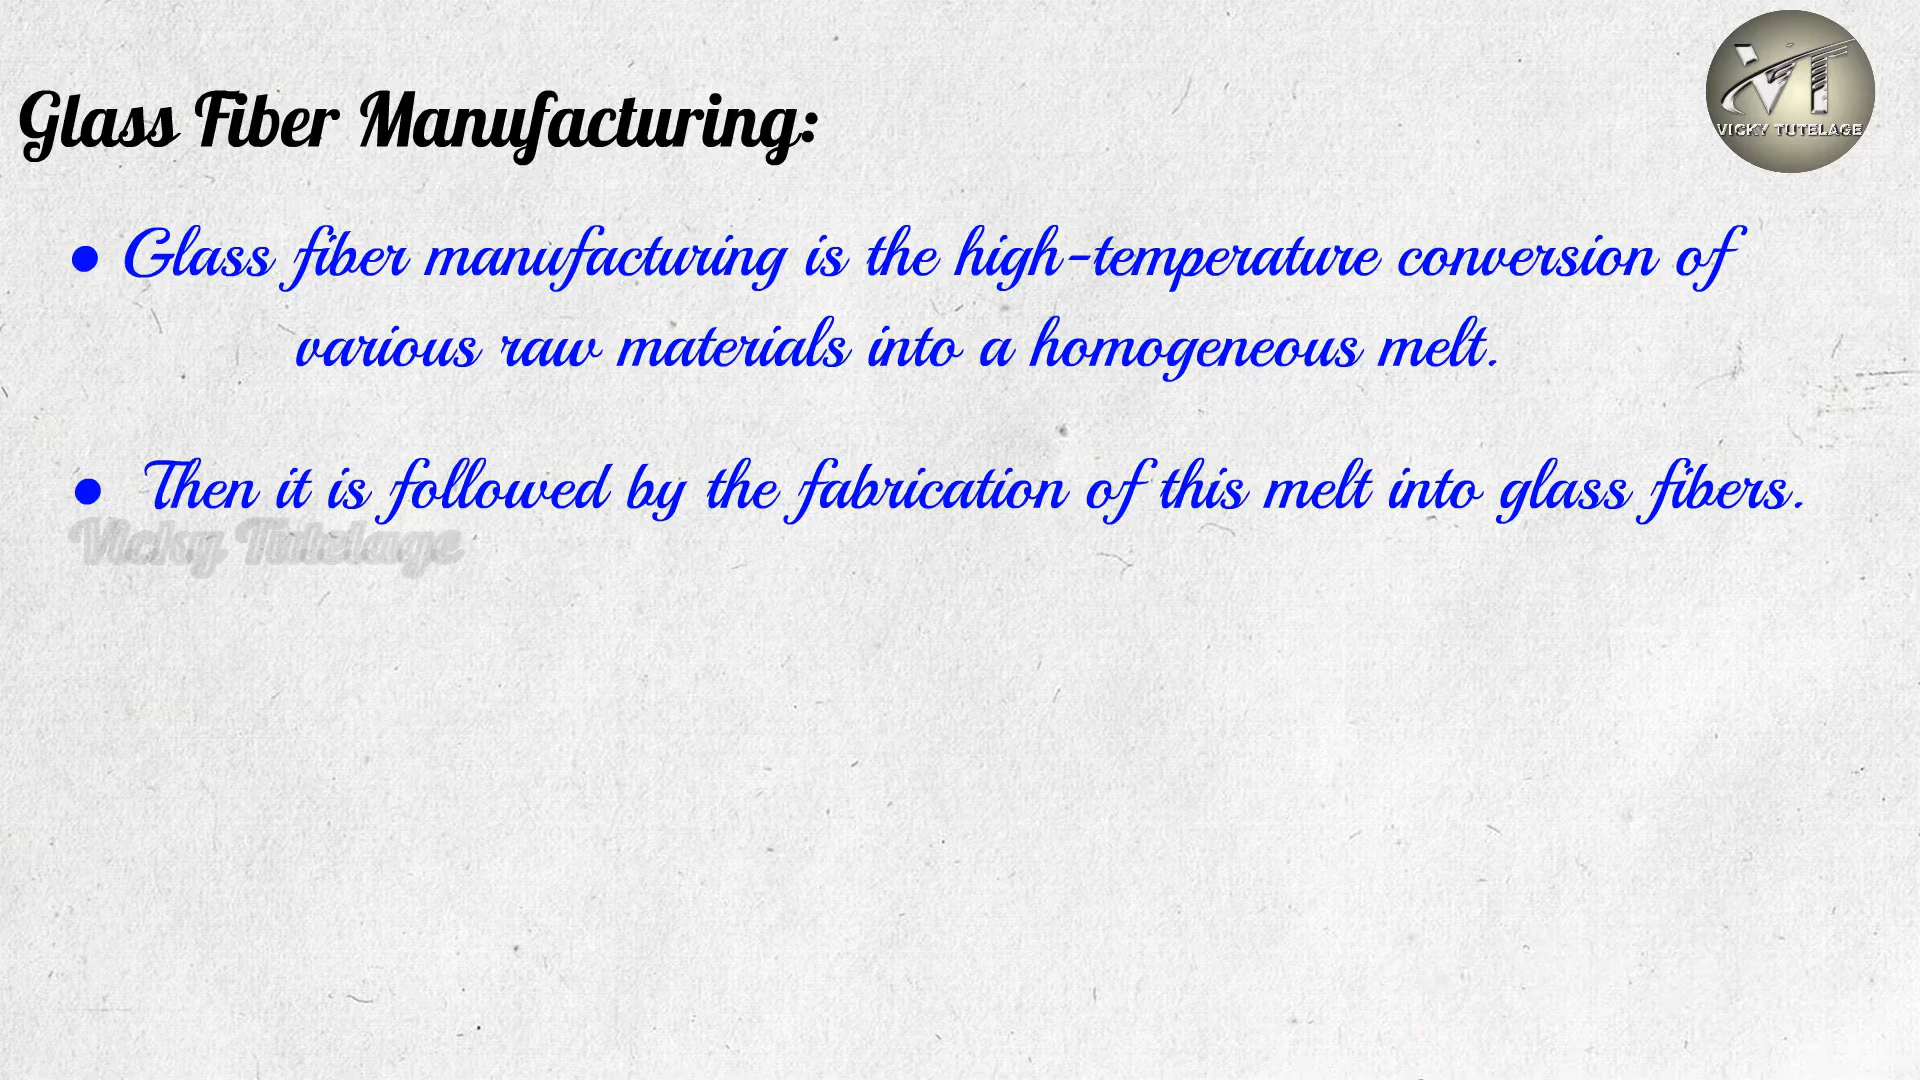 VT
VICKY TUTELAGE
Glass Fiber Manufacturing:
• Glass fiber manufacturing is the high-temperature conversion of
various raw materials into a homogeneous melt.
• Then it is followed by the fabrication of this melt into glass fibers.
Vicky Tutelage